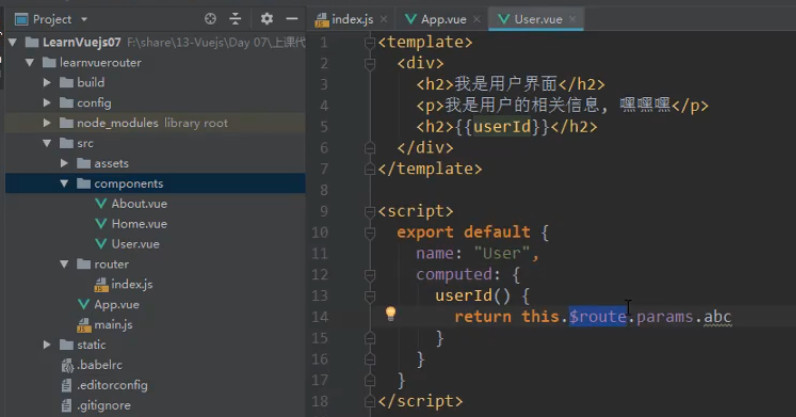 Project
index.js
App.vue
User.vue
LearnVuejs07 F:\share\13-Vuejs\Day 07\上课代
learnvuerouter
build
config
node_modules library root
src
assets
components
About.vue
Home.vue
User.vue
router
index.js
App.vue
main.js
static
.babelrc
.editorconfig
.gitignore
1 <template>
2 <div>
3 <h2>我是用户界面</h2>
4 <p>我是用户的相关信息, 嘿嘿嘿</p>
5 <h2>{{userId}}</h2>
6 </div>
7 </template>
8
9 <script>
10 export default {
11 name: "User",
12 computed: {
13 userId() {
14 return this.$route.params.abc
15 }
16 }
17 }
18 </script>